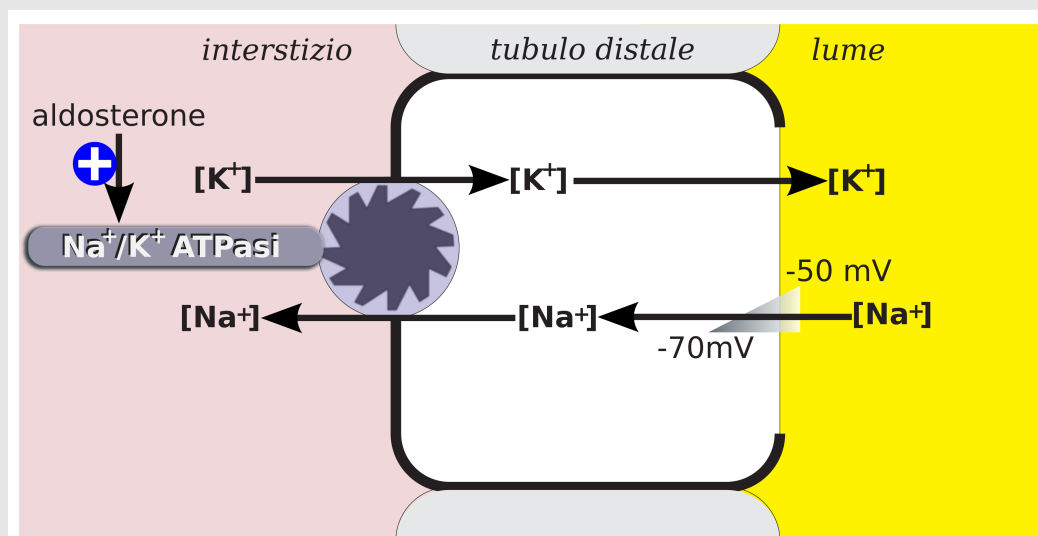 interstizio
tubulo distale
lume
aldosterone
[K+]
[K+]
[K+]
Na+/K+ ATPasi
-50 mV
[Na+]
[Na+]
[Na+]
-70mV